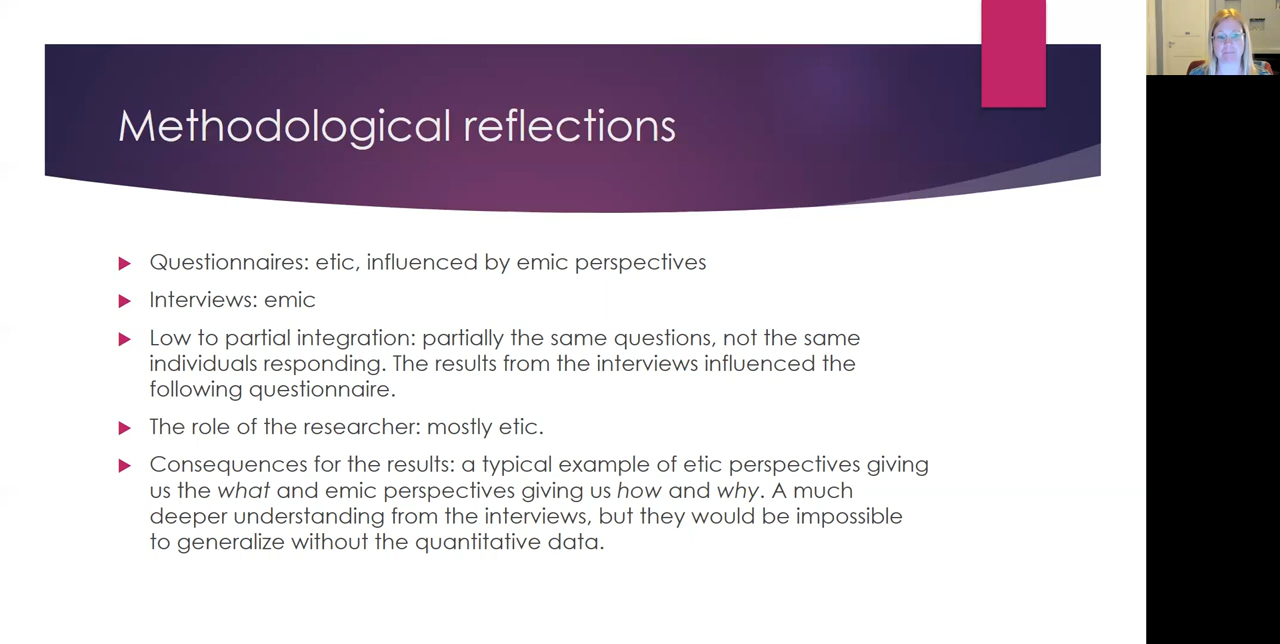 Methodological reflections
Questionnaires: etic, influenced by emic perspectives
Interviews: emic
Low to partial integration: partially the same questions, not the same
individuals responding. The results from the interviews influenced the
following questionnaire.
The role of the researcher: mostly etic.
Consequences for the results: a typical example of etic perspectives giving
us the what and emic perspectives giving us how and why. A much
deeper understanding from the interviews, but they would be impossible
to generalize without the quantitative data.